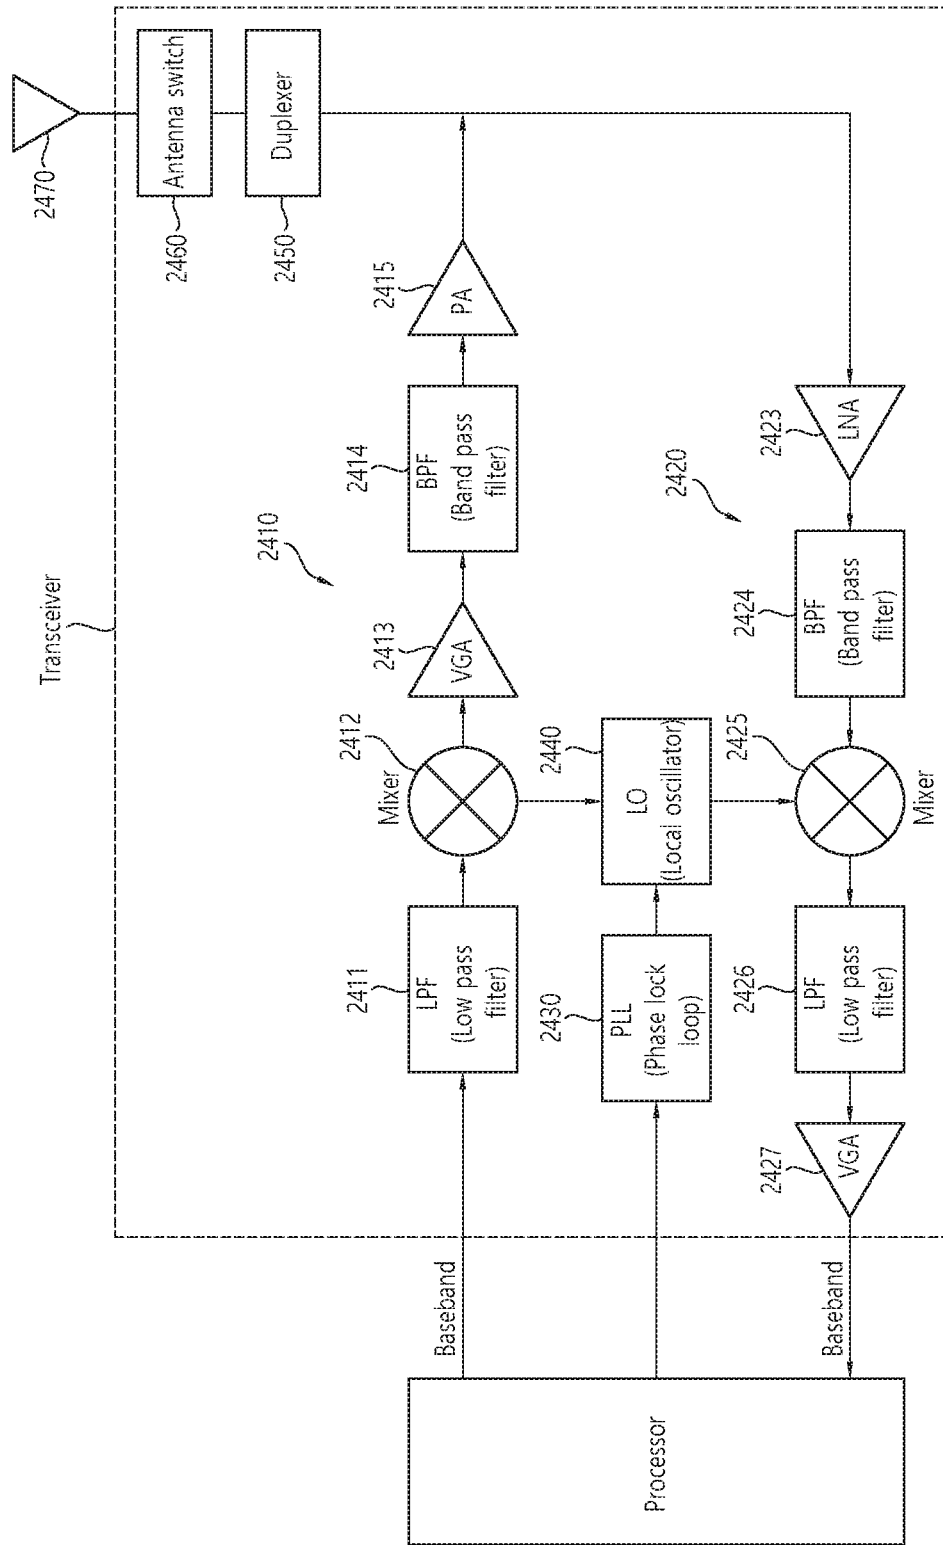 Transceiver
2470
Antenna switch
2460
Duplexer
2450
2410
2411
LPF
(Low pass
filter)
2412
Mixer
2413
VGA
2414
BPF
(Band pass
filter)
2415
PA
Baseband
Processor
2430
PLL
(Phase lock
loop)
2440
LO
(Local oscillator)
2420
2423
LNA
2424
BPF
(Band pass
filter)
2425
Mixer
2426
LPF
(Low pass
filter)
2427
VGA
Baseband